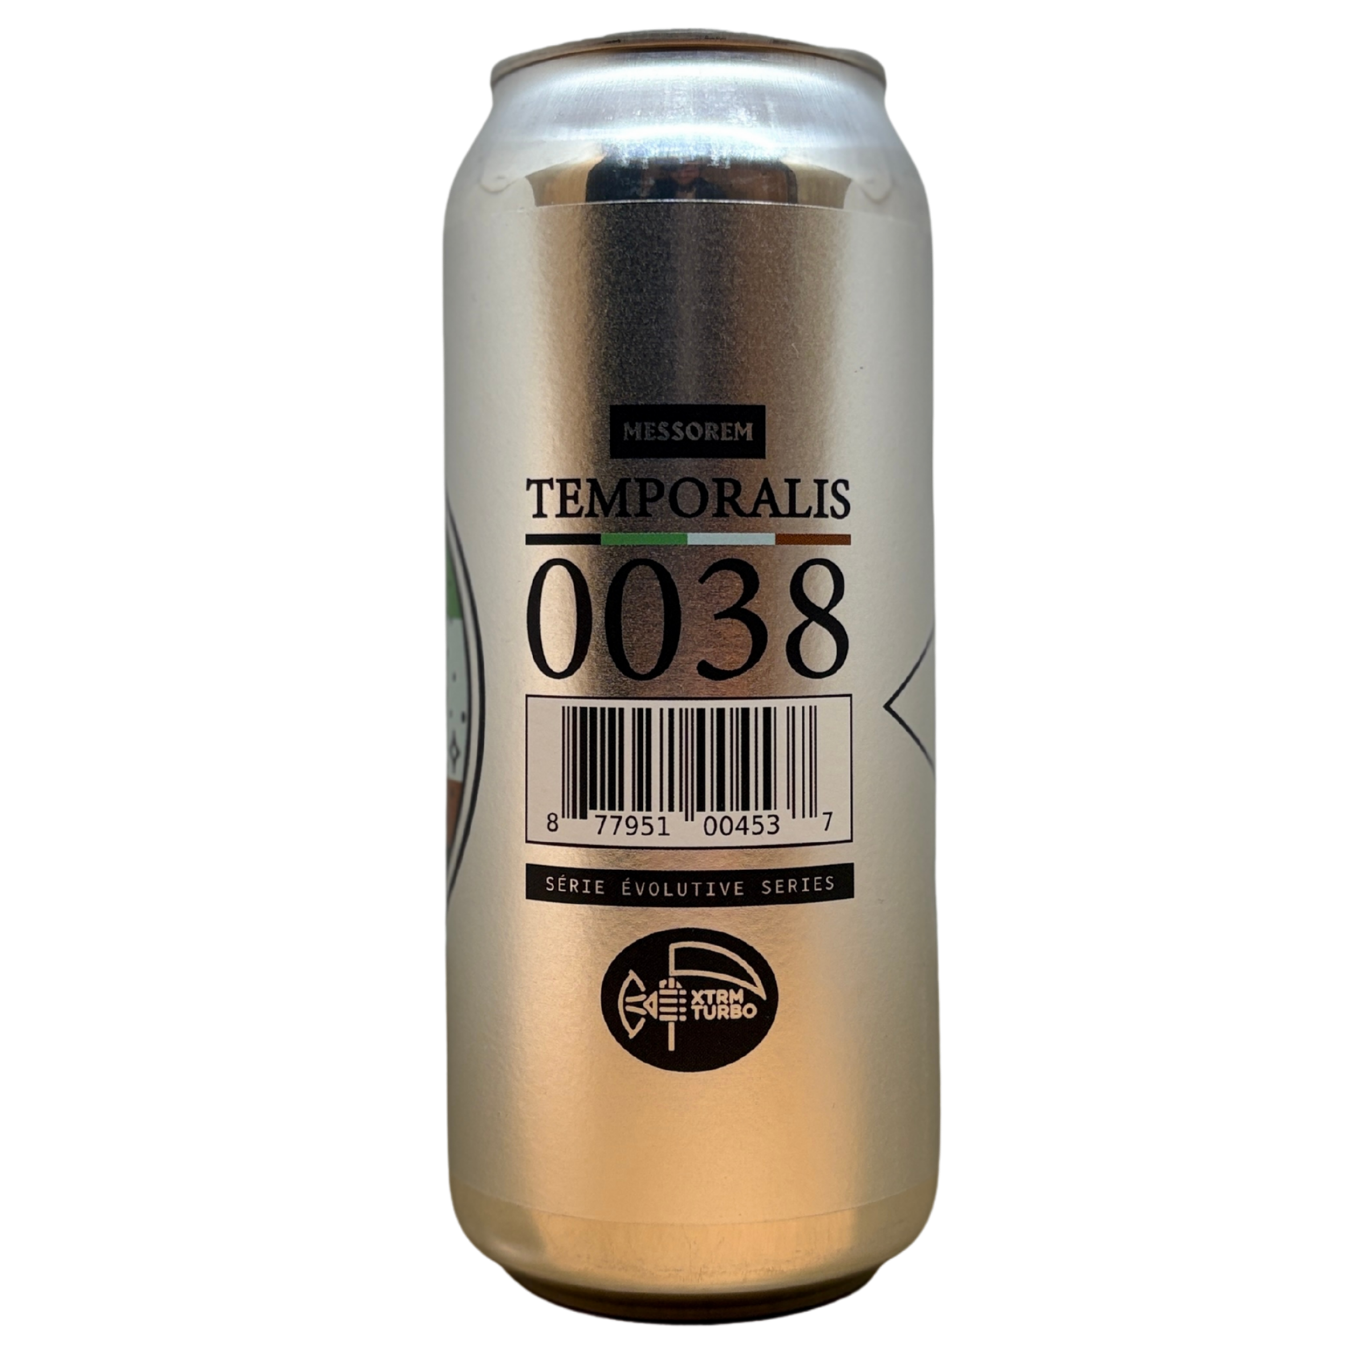 MESSOREM
TEMPORALIS
0038
8 77951 00453 7
SÉRIE ÉVOLUTIVE SERIES
XTRM
TURBO